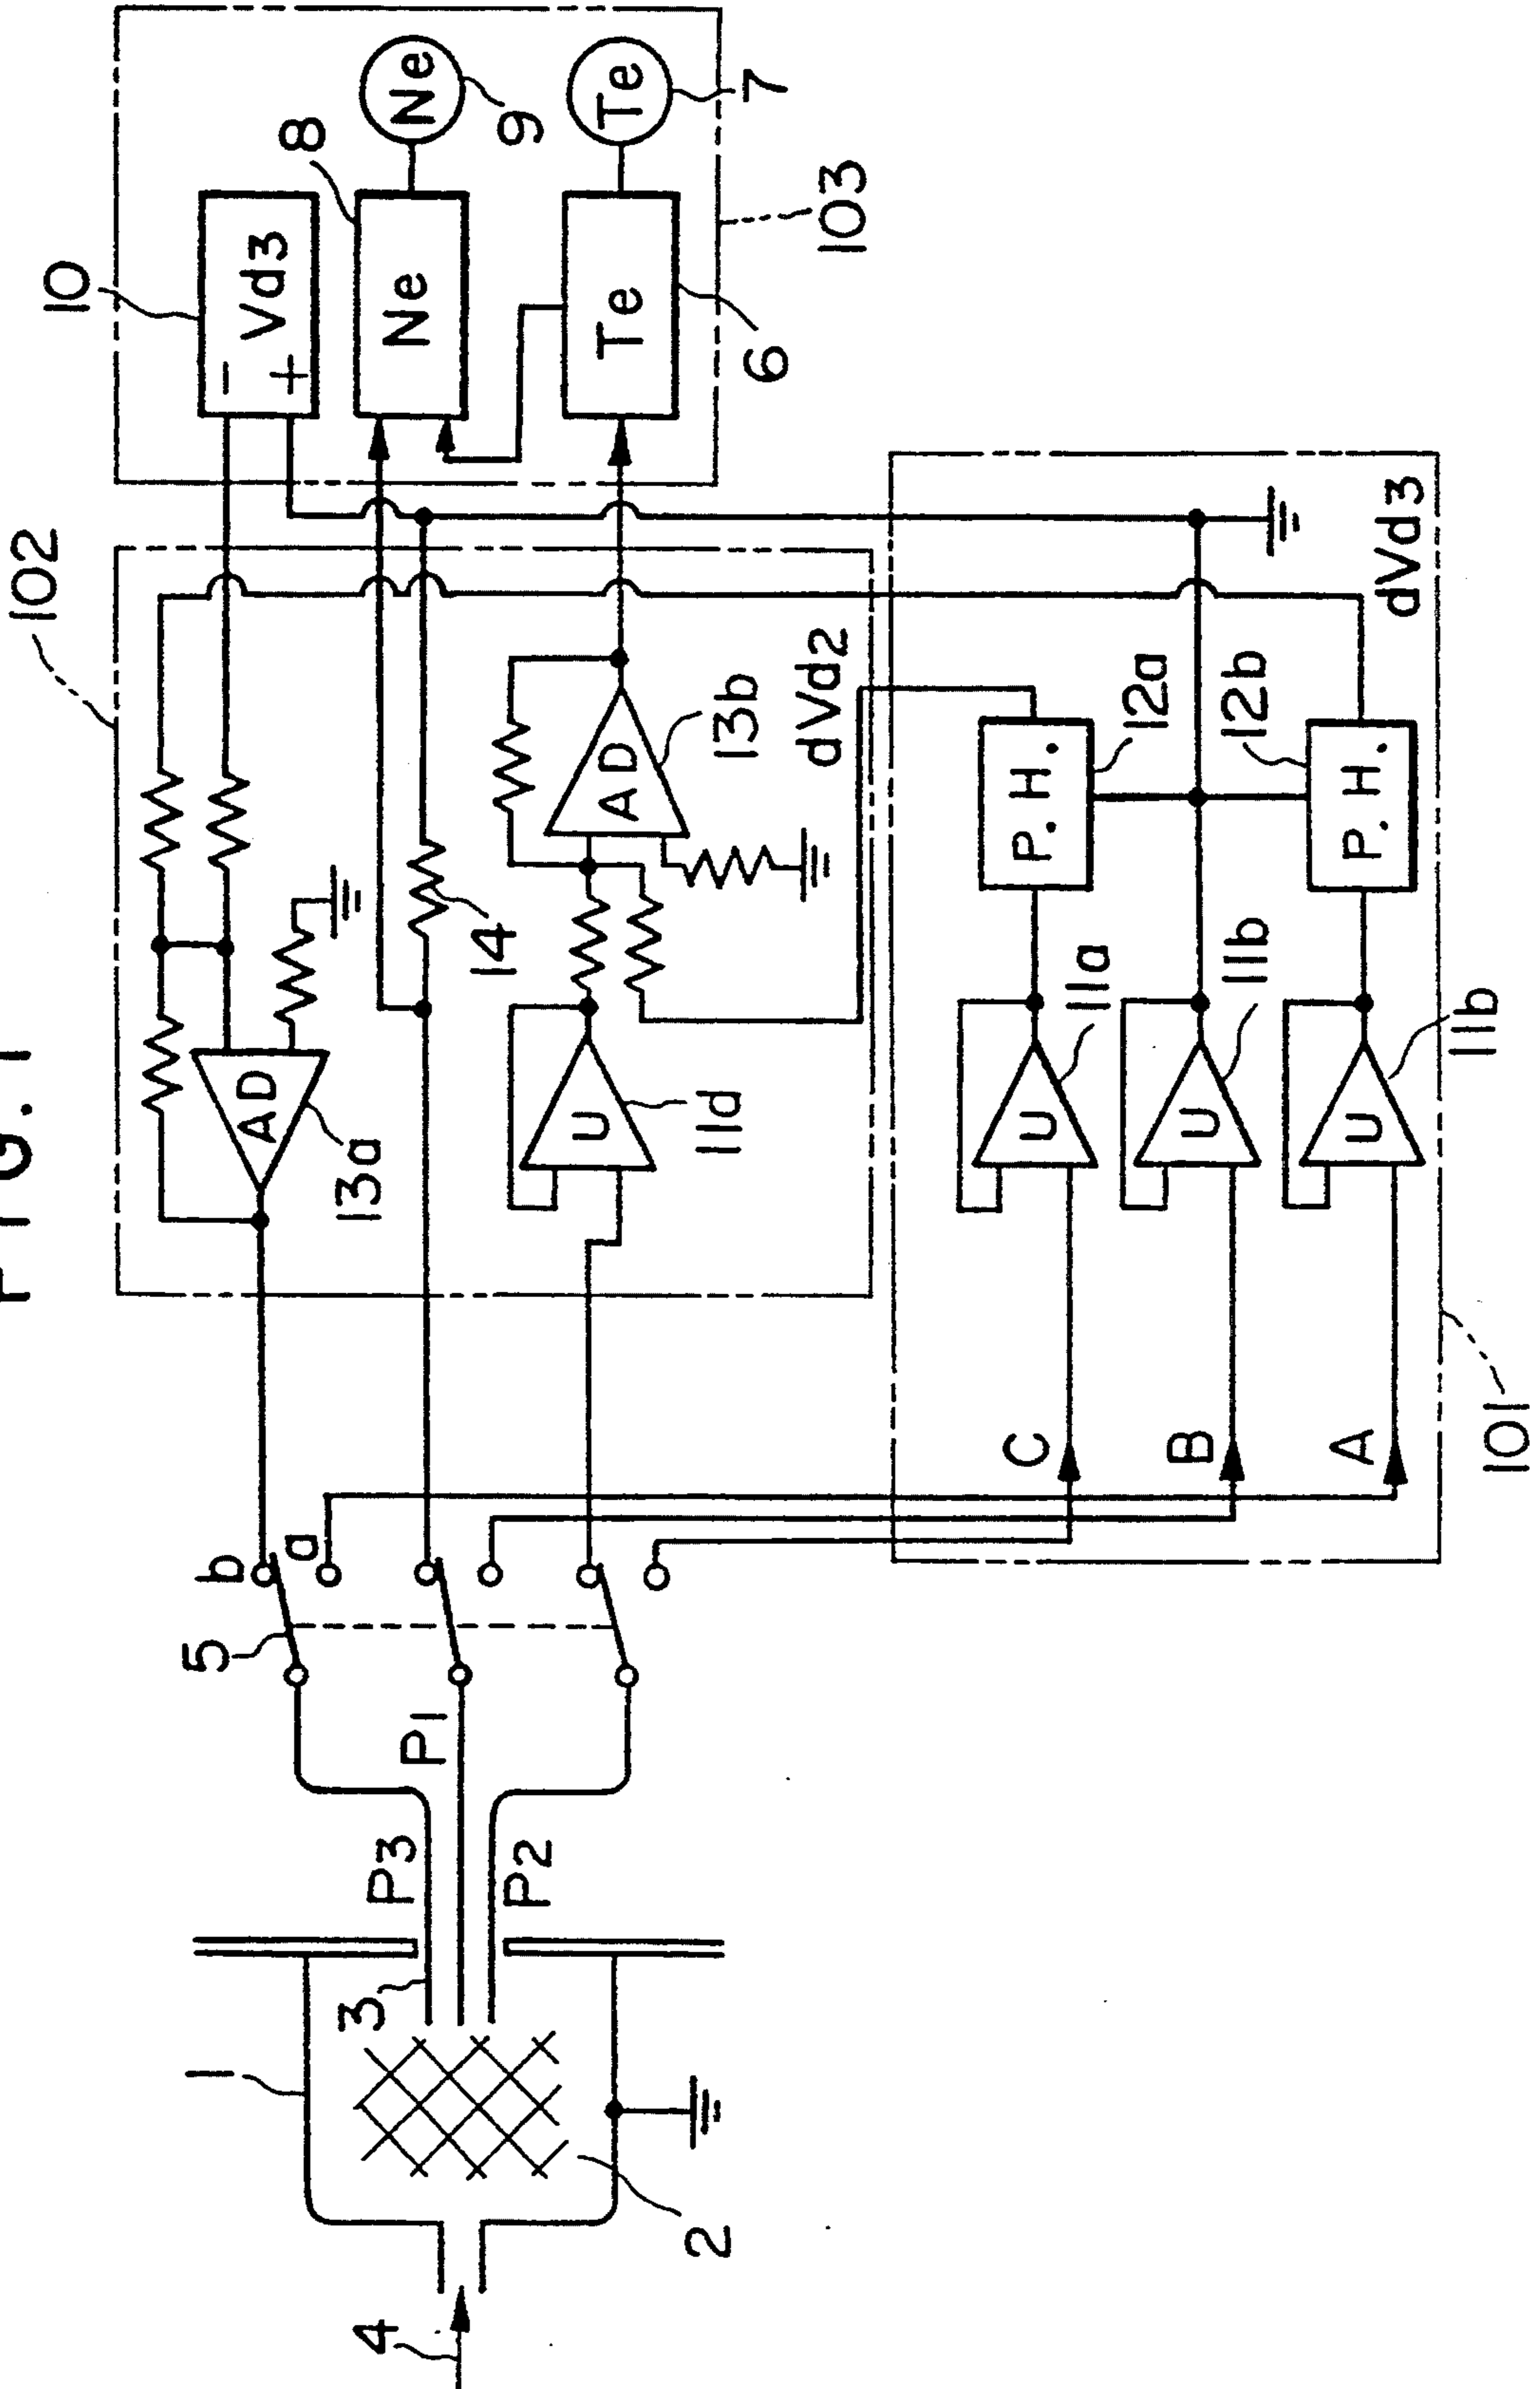 FIG. 1
102
10
- Vd3
+
8
Ne
Ne
9
Te
Te
7
6
103
13a
AD
14
AD
13b
dVd2
U
11d
b
a
5
P1
P3
P2
3
1
2
4
C
B
A
U
11a
U
11b
U
11b
P.H.
12a
P.H.
12b
dVd3
101